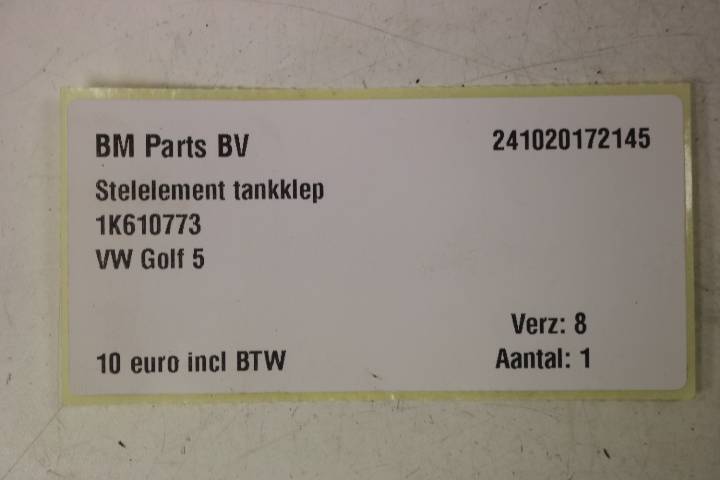 BM Parts BV 241020172145
Stelelement tankklep
1K610773
VW Golf 5
Verz: 8
10 euro incl BTW Aantal: 1